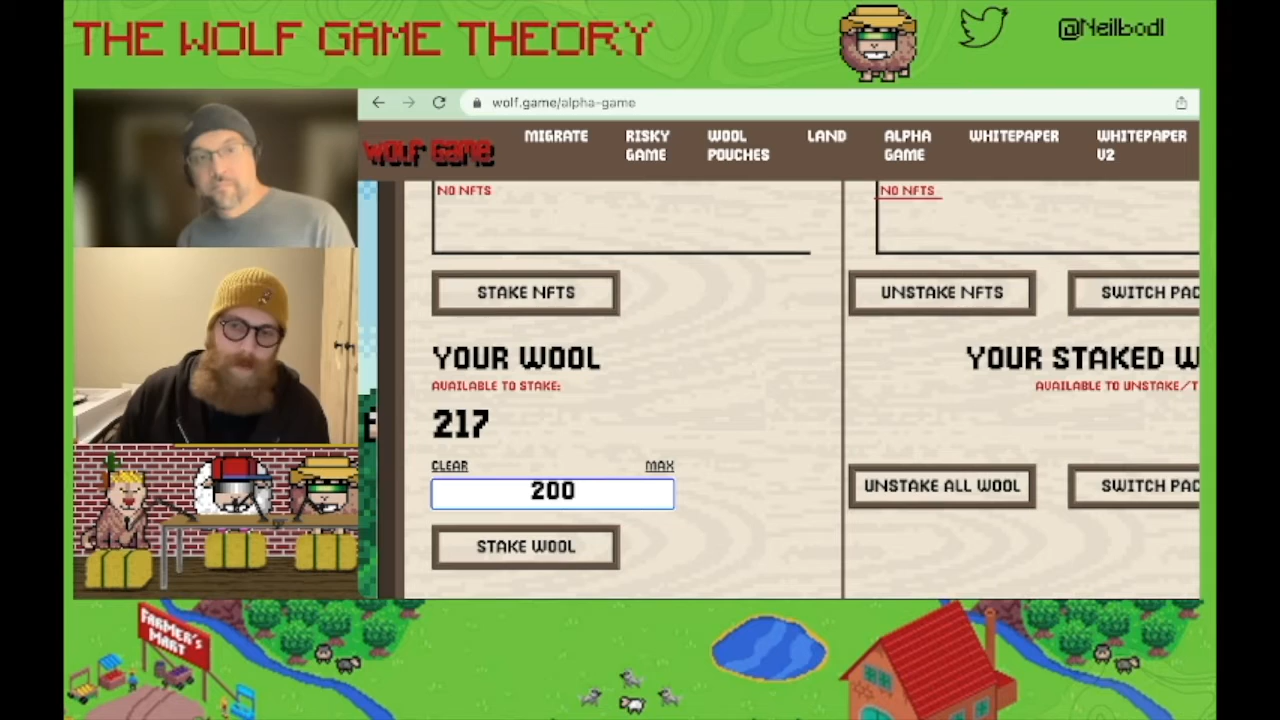 THE WOLF GAME THEORY
@Neilbodl
wolf.game/alpha-game
WOLF GAME
MIGRATE
RISKY
GAME
WOOL
POUCHES
LAND
ALPHA
GAME
WHITEPAPER
WHITEPAPER
V2
NO NFTS
NO NFTS
STAKE NFTS
UNSTAKE NFTS
SWITCH PAC
YOUR WOOL
YOUR STAKED W
AVAILABLE TO STAKE:
AVAILABLE TO UNSTAKE/T
217
CLEAR
MAX
200
UNSTAKE ALL WOOL
SWITCH PAC
STAKE WOOL
FARMER'S
MART